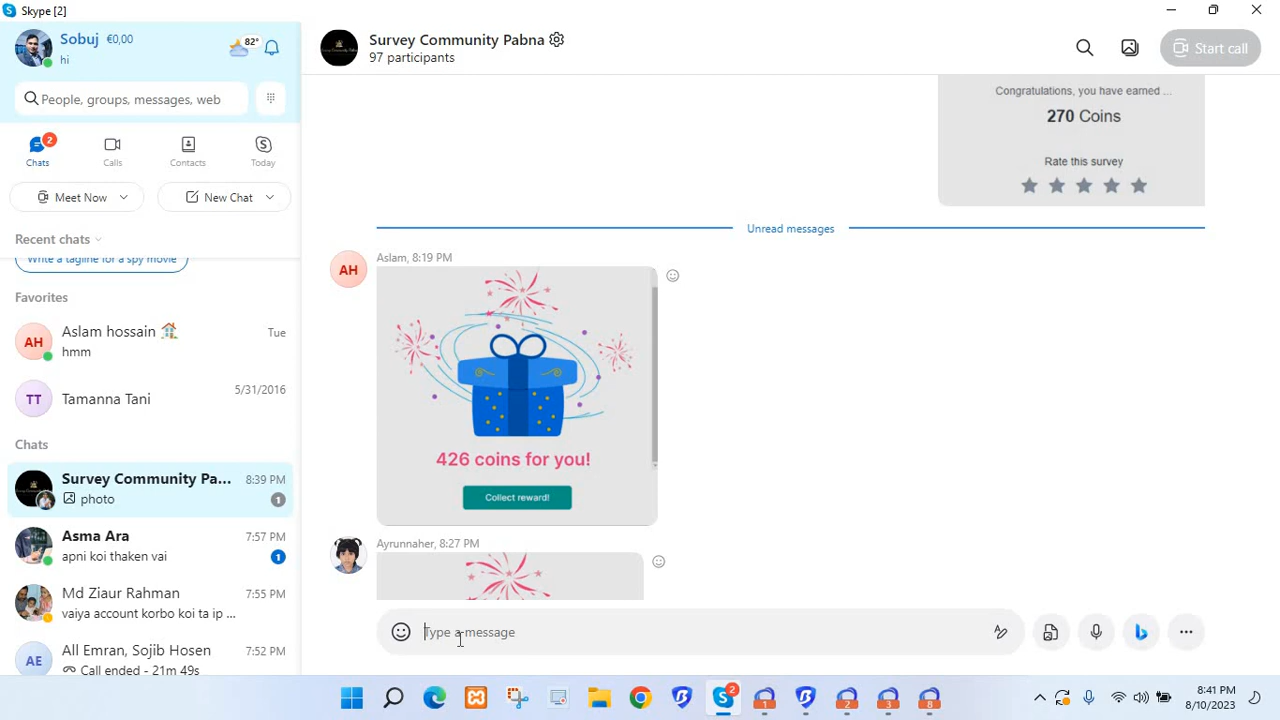 Skype [2]
Sobuj €0,00
hi
82°
People, groups, messages, web
2
Chats
Calls
Contacts
Today
Meet Now
New Chat
Recent chats
Write a tagline for a spy movie
Favorites
AH
Aslam hossain
Tue
hmm
TT
Tamanna Tani
5/31/2016
Chats
Survey Community Pa...
8:39 PM
photo
1
Asma Ara
7:57 PM
apni koi thaken vai
1
Md Ziaur Rahman
7:55 PM
vaiya account korbo koi ta ip ...
AE
All Emran, Sojib Hosen
7:52 PM
Call ended - 21m 49s
Survey Community Pabna
97 participants
Start call
Congratulations, you have earned ...
270 Coins
Rate this survey
Unread messages
AH
Aslam, 8:19 PM
426 coins for you!
Collect reward!
Ayrunnaher, 8:27 PM
Type a message
2
1
2
3
8
8:41 PM
8/10/2023